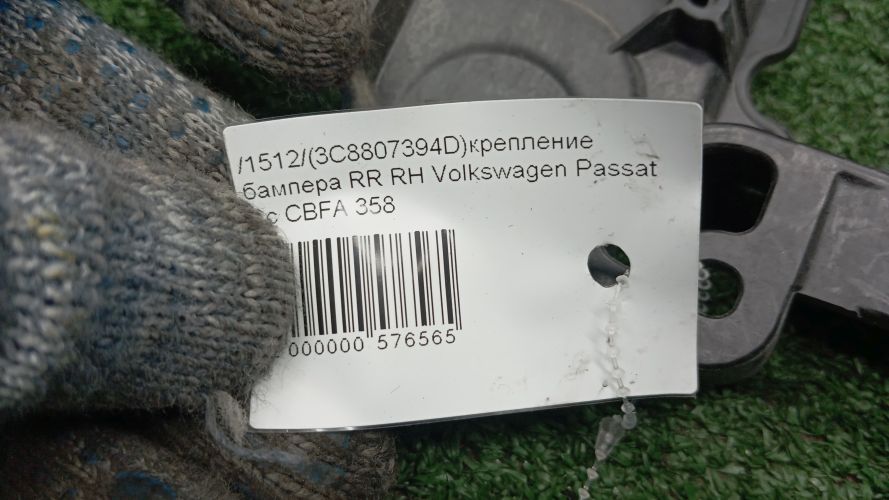 /1512/(3C8807394D)крепление
бампера RR RH Volkswagen Passat
CBFA 358
000000 576565